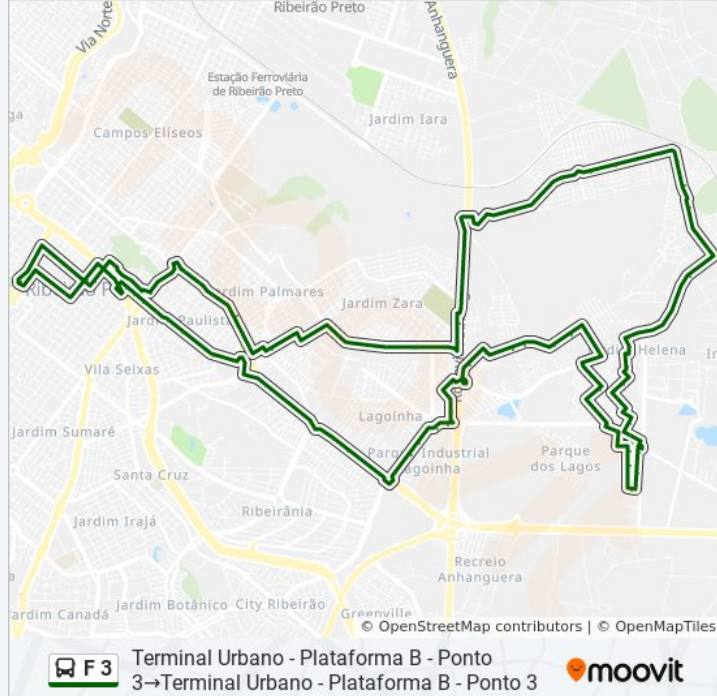 Ribeirão Preto
Anhanguera
Via Norte
Estação Ferroviária
de Ribeirão Preto
Jardim Iara
Campos Elíseos
Jardim Palmares
Jardim Zara
Jardim Paulista
Vila Seixas
Lagoinha
Jardim Sumaré
Parque Industrial
Lagoinha
Parque
dos Lagos
Santa Cruz
Ribeirânia
Jardim Irajá
Recreio
Anhanguera
Jardim Botânico
City Ribeirão
Greenville
Jardim Canadá
© OpenStreetMap contributors | © OpenMapTiles
F 3
Terminal Urbano - Plataforma B - Ponto
3→Terminal Urbano - Plataforma B - Ponto 3
moovit